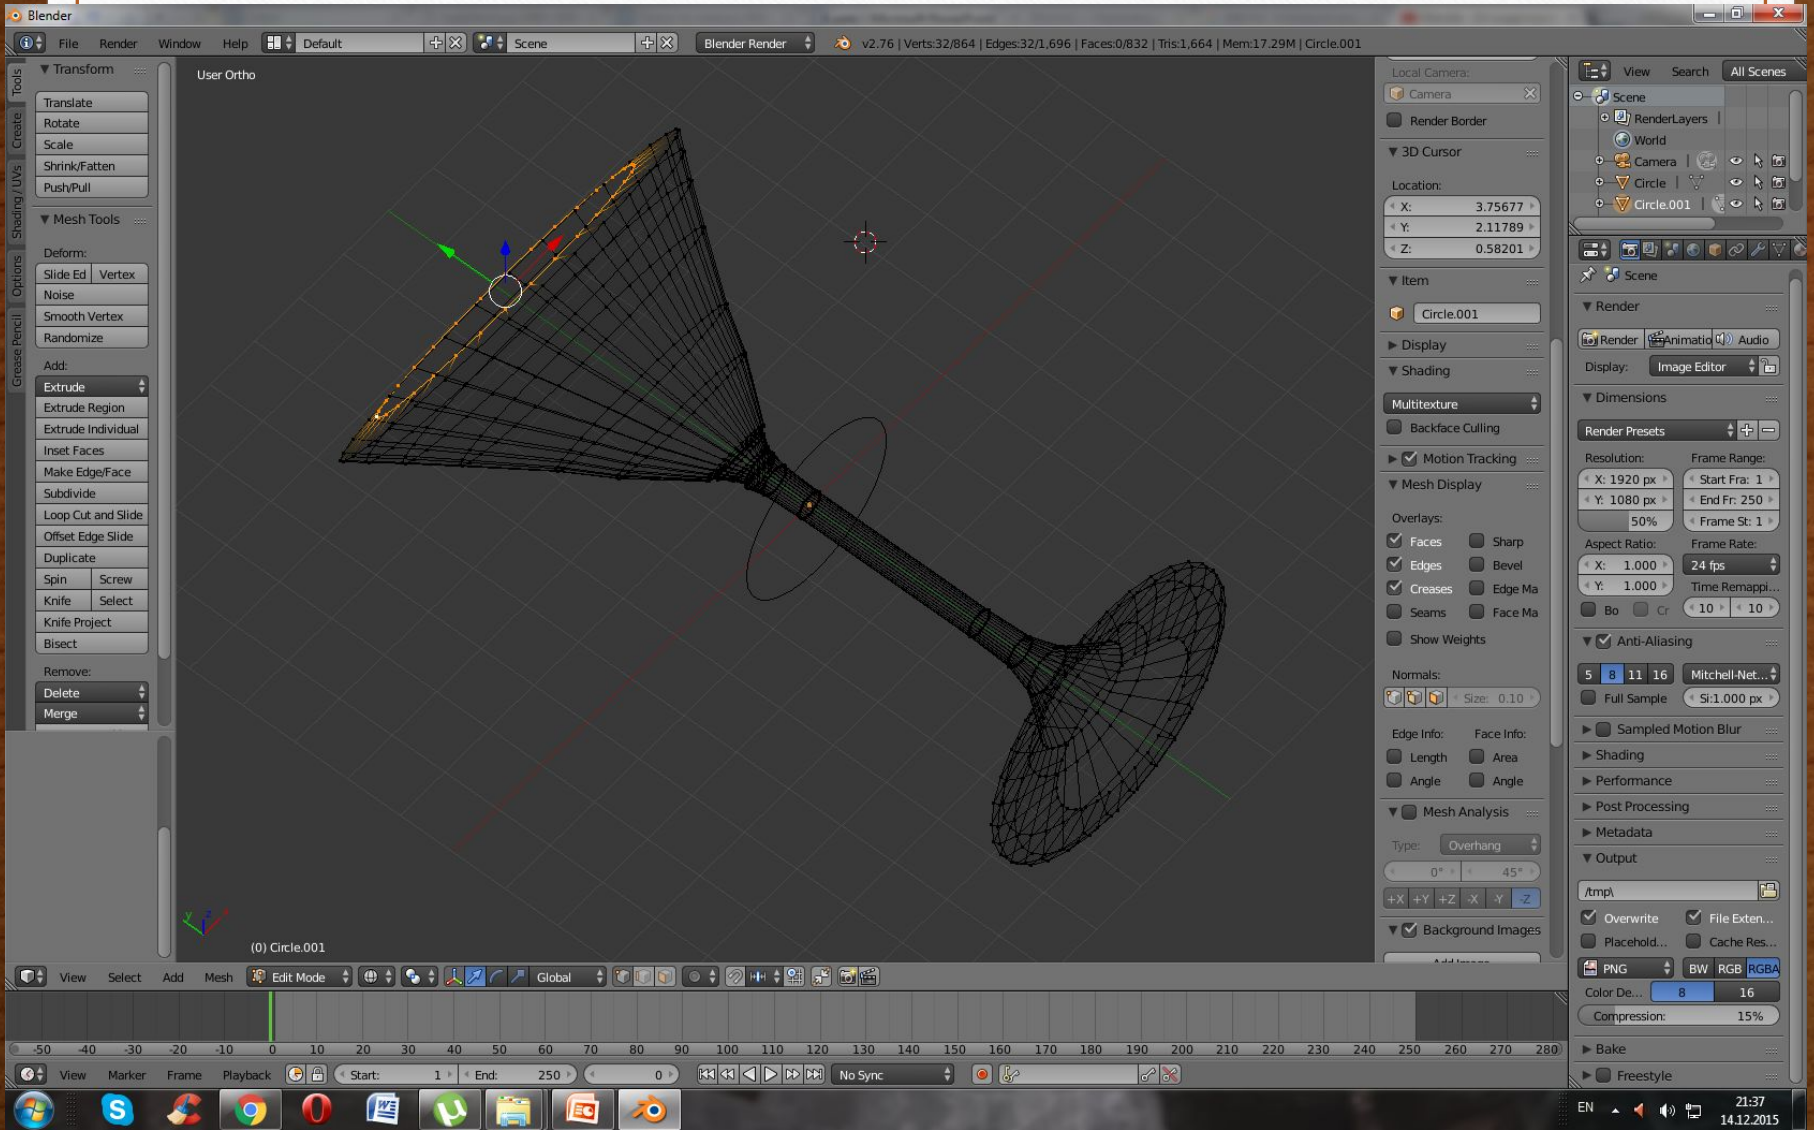 Blender
File Render Window Help Default Scene Blender Render v2.76 | Verts:32/864 | Edges:32/1,696 | Faces:0/832 | Tris:1,664 | Mem:17.29M | Circle.001
Tools
Create
Shading / UVs
Options
Grease Pencil
Transform
Translate
Rotate
Scale
Shrink/Fatten
Push/Pull
Mesh Tools
Deform:
Slide Ed Vertex
Noise
Smooth Vertex
Randomize
Add:
Extrude
Extrude Region
Extrude Individual
Inset Faces
Make Edge/Face
Subdivide
Loop Cut and Slide
Offset Edge Slide
Duplicate
Spin Screw
Knife Select
Knife Project
Bisect
Remove:
Delete
Merge
User Ortho
y z
(0) Circle.001
View Select Add Mesh Edit Mode Global
Local Camera:
Camera
Render Border
3D Cursor
Location:
X: 3.75677
Y: 2.11789
Z: 0.58201
Item
Circle.001
Display
Shading
Multitexture
Backface Culling
Motion Tracking
Mesh Display
Overlays:
Faces Sharp
Edges Bevel
Creases Edge Ma
Seams Face Ma
Show Weights
Normals:
Size: 0.10
Edge Info: Face Info:
Length Area
Angle Angle
Mesh Analysis
Type: Overhang
0° 45°
+X +Y +Z -X -Y -Z
Background Images
View Search All Scenes
Scene
RenderLayers
World
Camera
Circle
Circle.001
Scene
Render
Render Animatio Audio
Display: Image Editor
Dimensions
Render Presets
Resolution: Frame Range:
X: 1920 px Start Fra: 1
Y: 1080 px End Fr: 250
50% Frame St: 1
Aspect Ratio: Frame Rate:
X: 1.000 24 fps
Y: 1.000 Time Remappi...
Bo Cr 10 10
Anti-Aliasing
5 8 11 16 Mitchell-Net...
Full Sample Si:1.000 px
Sampled Motion Blur
Shading
Performance
Post Processing
Metadata
Output
/tmp\
Overwrite File Exten...
Placehold... Cache Res...
PNG BW RGB RGBA
Color De... 8 16
Compression: 15%
Bake
Freestyle
-50 -40 -30 -20 -10 0 10 20 30 40 50 60 70 80 90 100 110 120 130 140 150 160 170 180 190 200 210 220 230 240 250 260 270 280
View Marker Frame Playback Start: 1 End: 250 0 No Sync
EN 21:37
14.12.2015